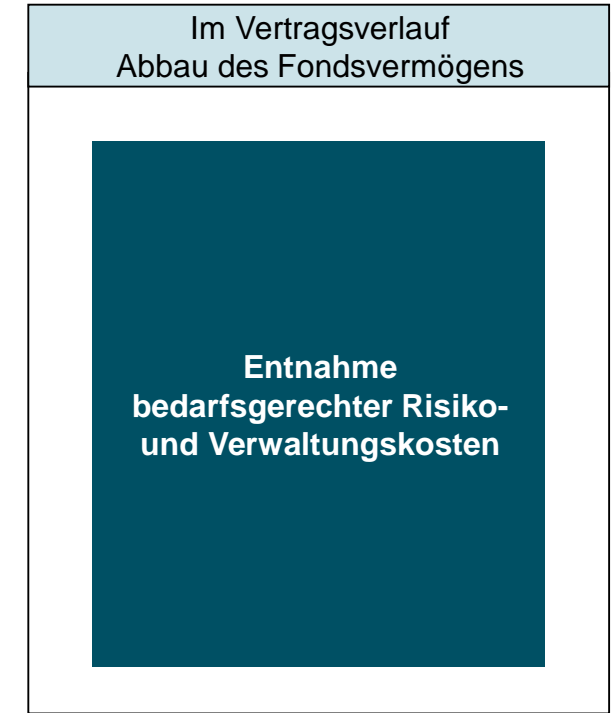 Im Vertragsverlauf
Abbau des Fondsvermögens
Entnahme
bedarfsgerechter Risiko-
und Verwaltungskosten